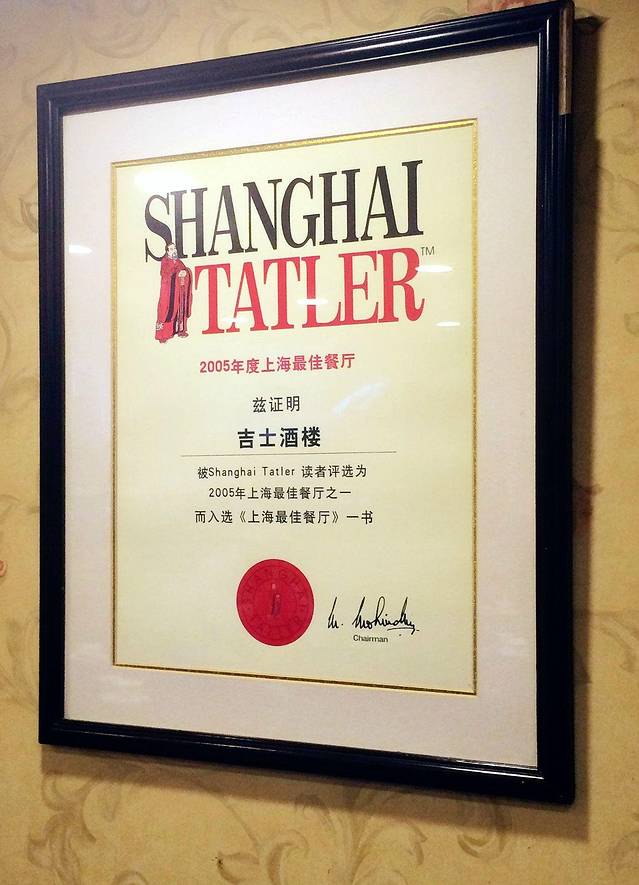 SHANGHAI
TATLER™
2005年度上海最佳餐厅
兹证明
吉士酒楼
被Shanghai Tatler 读者评选为
2005年上海最佳餐厅之一
而入选《上海最佳餐厅》一书
SHANGHAI
TATLER
Chairman